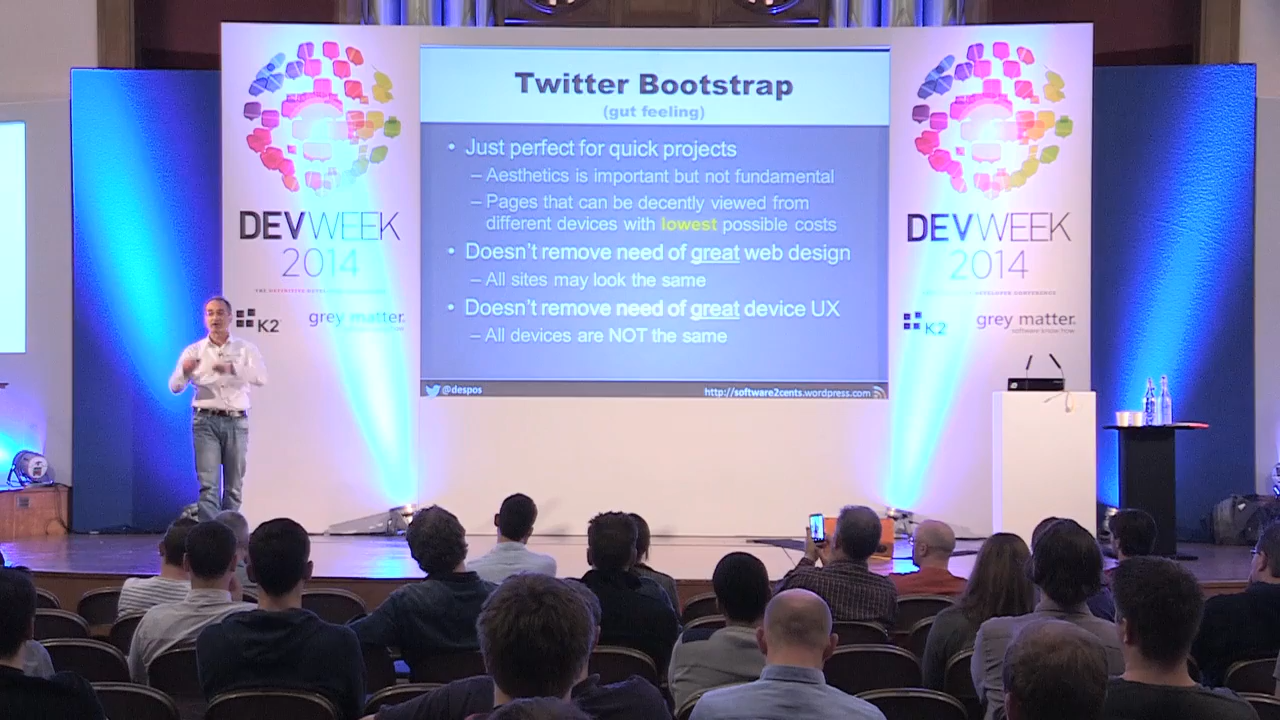 Twitter Bootstrap
(gut feeling)
• Just perfect for quick projects
– Aesthetics is important but not fundamental
– Pages that can be decently viewed from
different devices with lowest possible costs
• Doesn't remove need of great web design
– All sites may look the same
• Doesn't remove need of great device UX
– All devices are NOT the same
@despos
http://software2cents.wordpress.com
DEVWEEK
2014
K2
grey matter
DEVWEEK
2014
K2
grey matter
software know how